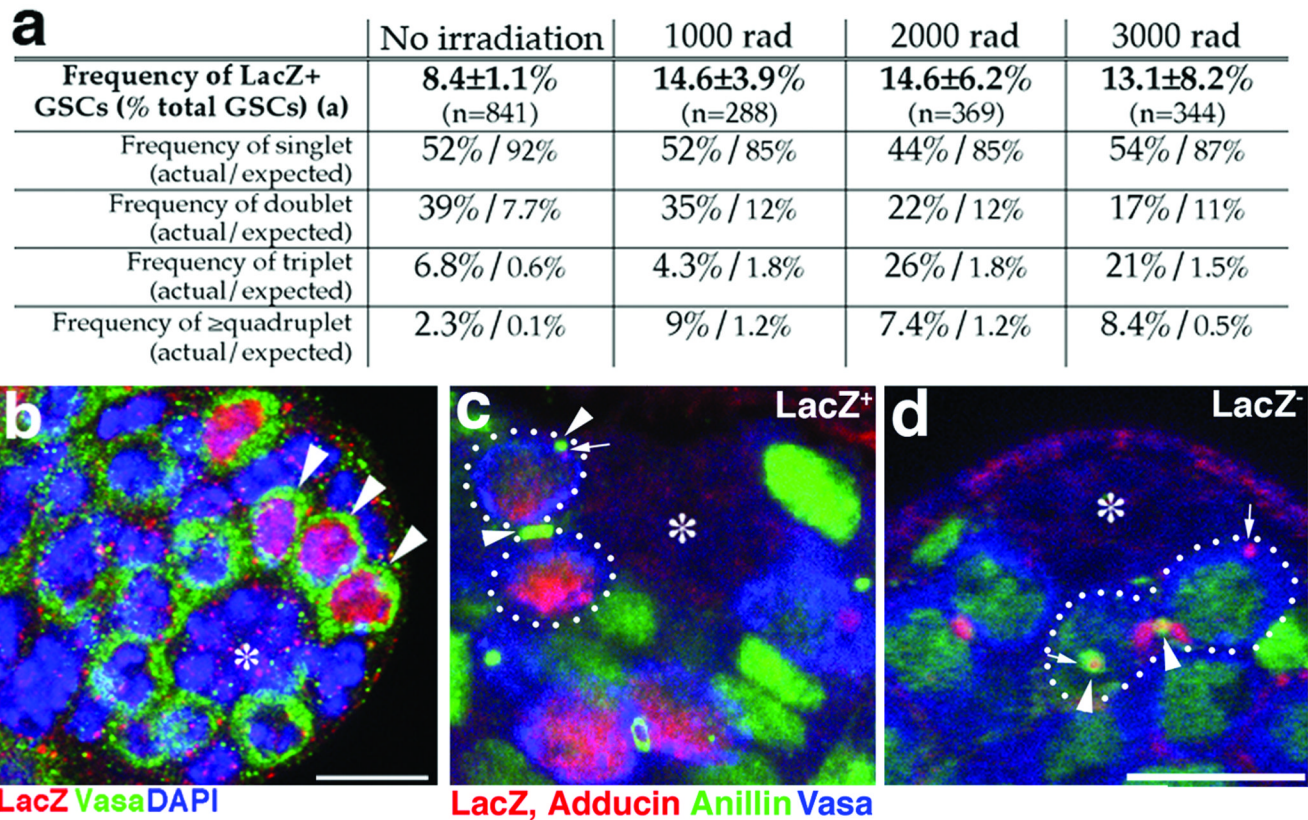 a
No irradiation 1000 rad 2000 rad 3000 rad
Frequency of LacZ+ 8.4±1.1% 14.6±3.9% 14.6±6.2% 13.1±8.2%
GSCs (% total GSCs) (a) (n=841) (n=288) (n=369) (n=344)
Frequency of singlet 52%/92% 52%/85% 44%/85% 54%/87%
(actual/expected)
Frequency of doublet 39%/7.7% 35%/12% 22%/12% 17%/11%
(actual/expected)
Frequency of triplet 6.8%/0.6% 4.3%/1.8% 26%/1.8% 21%/1.5%
(actual/expected)
Frequency of ≥quadruplet 2.3%/0.1% 9%/1.2% 7.4%/1.2% 8.4%/0.5%
(actual/expected)
b
*
LacZ Vasa DAPI
c LacZ+
*
d LacZ-
*
LacZ, Adducin Anillin Vasa